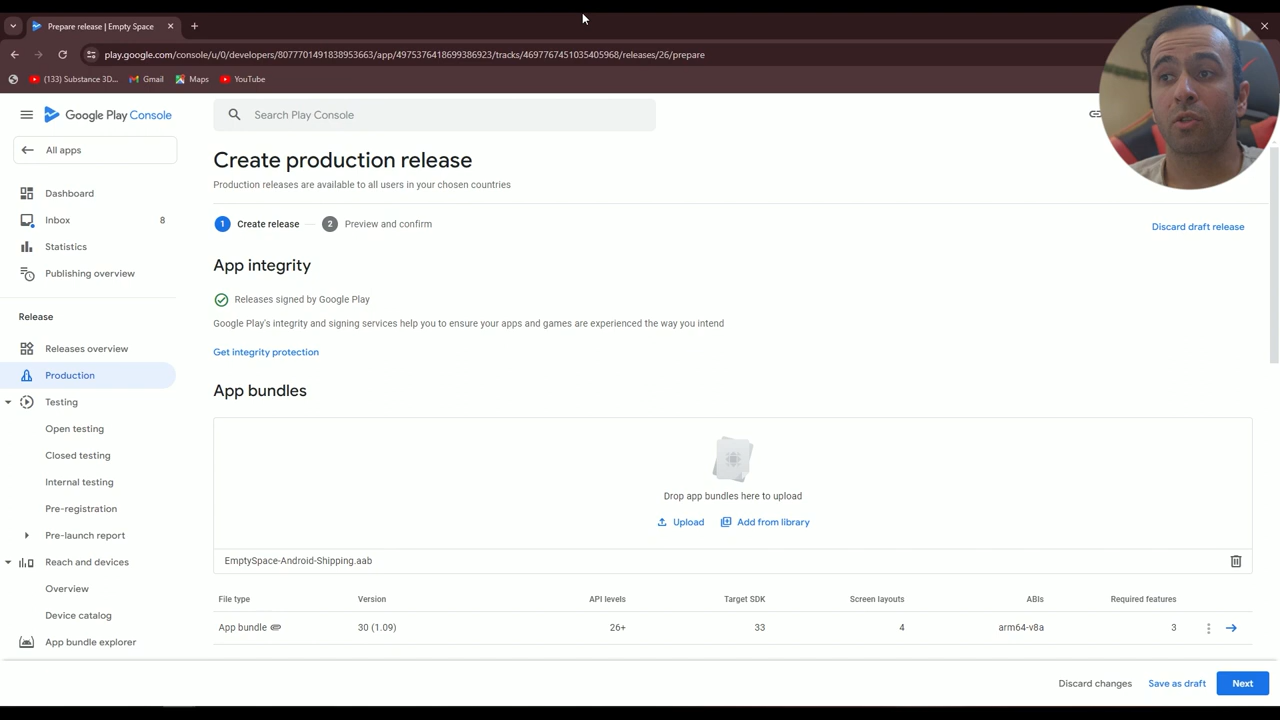 Prepare release | Empty Space
play.google.com/console/u/0/developers/8077701491838953663/app/4975376418699386923/tracks/4697767451035405968/releases/26/prepare
(133) Substance 3D...
Gmail
Maps
YouTube
Google Play Console
Search Play Console
All apps
Dashboard
Inbox 8
Statistics
Publishing overview
Release
Releases overview
Production
Testing
Open testing
Closed testing
Internal testing
Pre-registration
Pre-launch report
Reach and devices
Overview
Device catalog
App bundle explorer
Create production release
Production releases are available to all users in your chosen countries
1 Create release
2 Preview and confirm
Discard draft release
App integrity
Releases signed by Google Play
Google Play's integrity and signing services help you to ensure your apps and games are experienced the way you intend
Get integrity protection
App bundles
Drop app bundles here to upload
Upload
Add from library
EmptySpace-Android-Shipping.aab
File type Version API levels Target SDK Screen layouts ABIs Required features
App bundle 30 (1.09) 26+ 33 4 arm64-v8a 3
Discard changes
Save as draft
Next